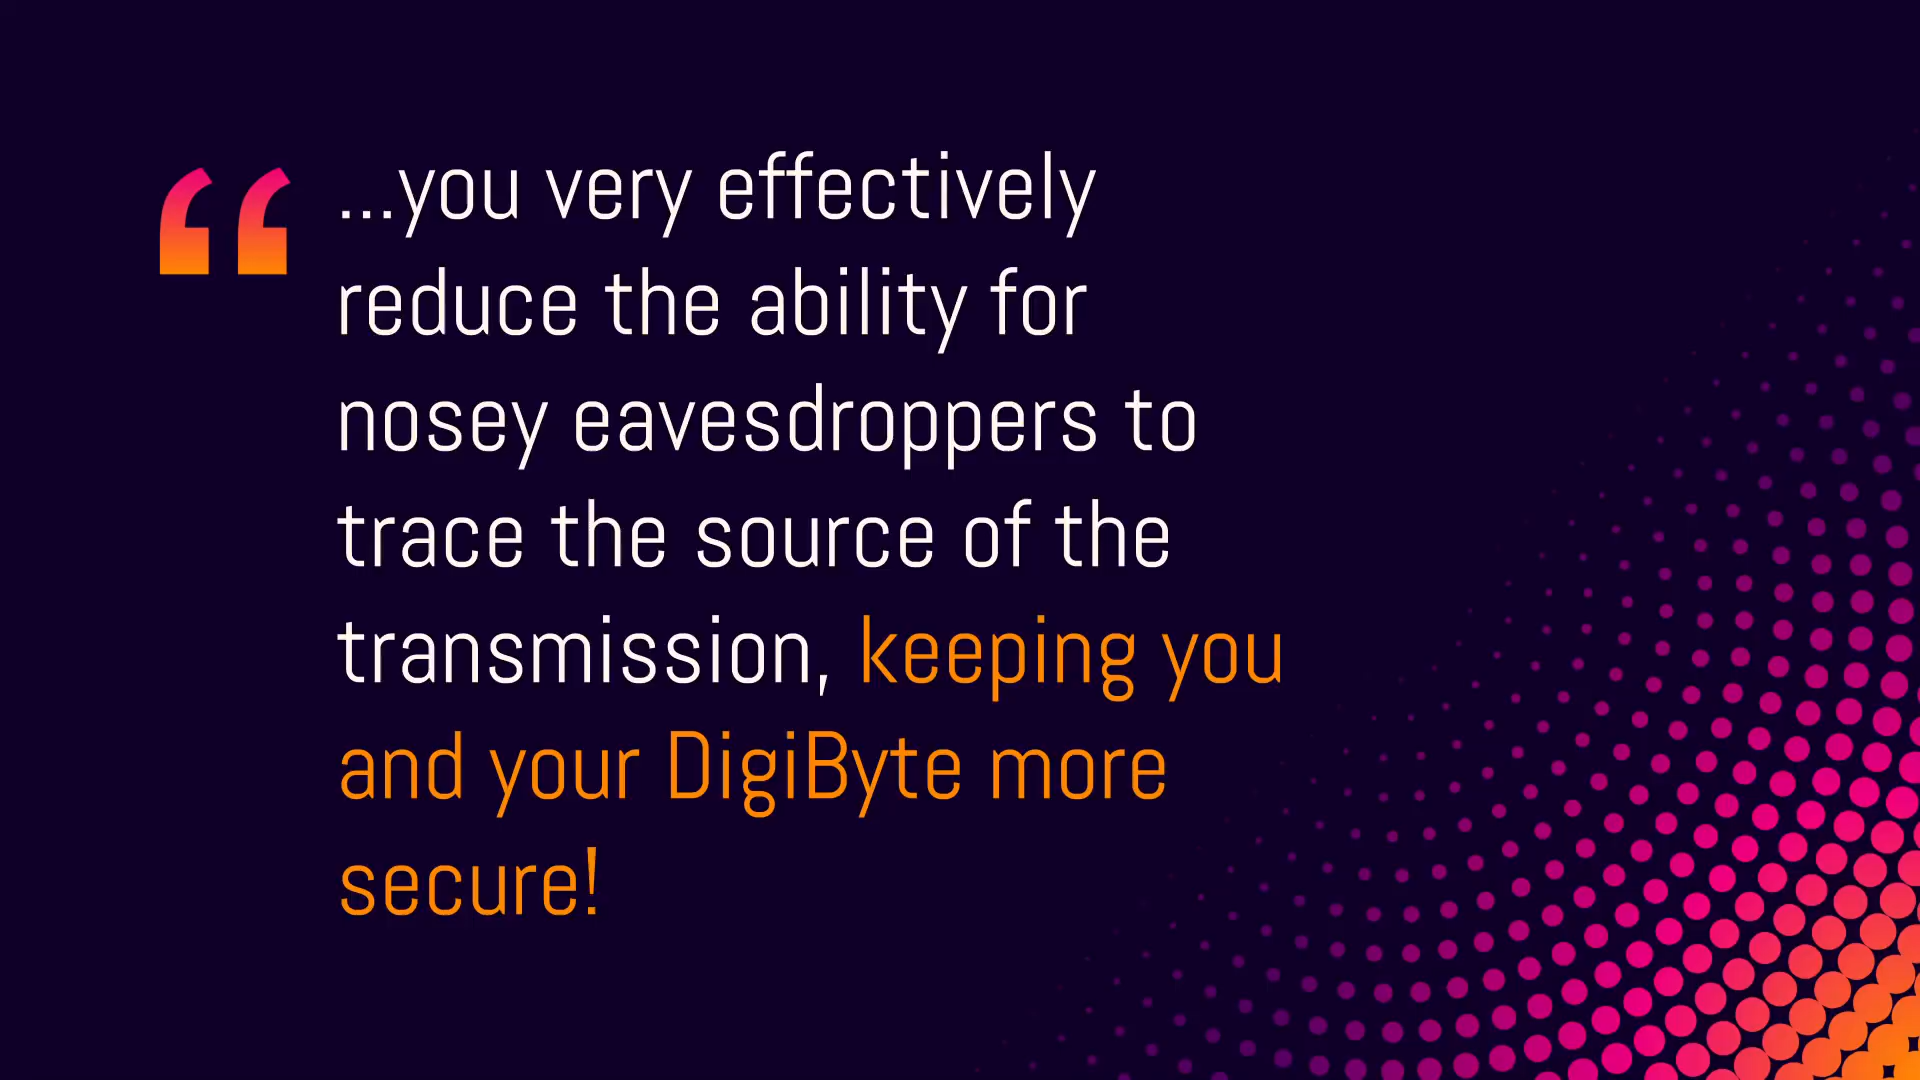 “...you very effectively
reduce the ability for
nosey eavesdroppers to
trace the source of the
transmission, keeping you
and your DigiByte more
secure!